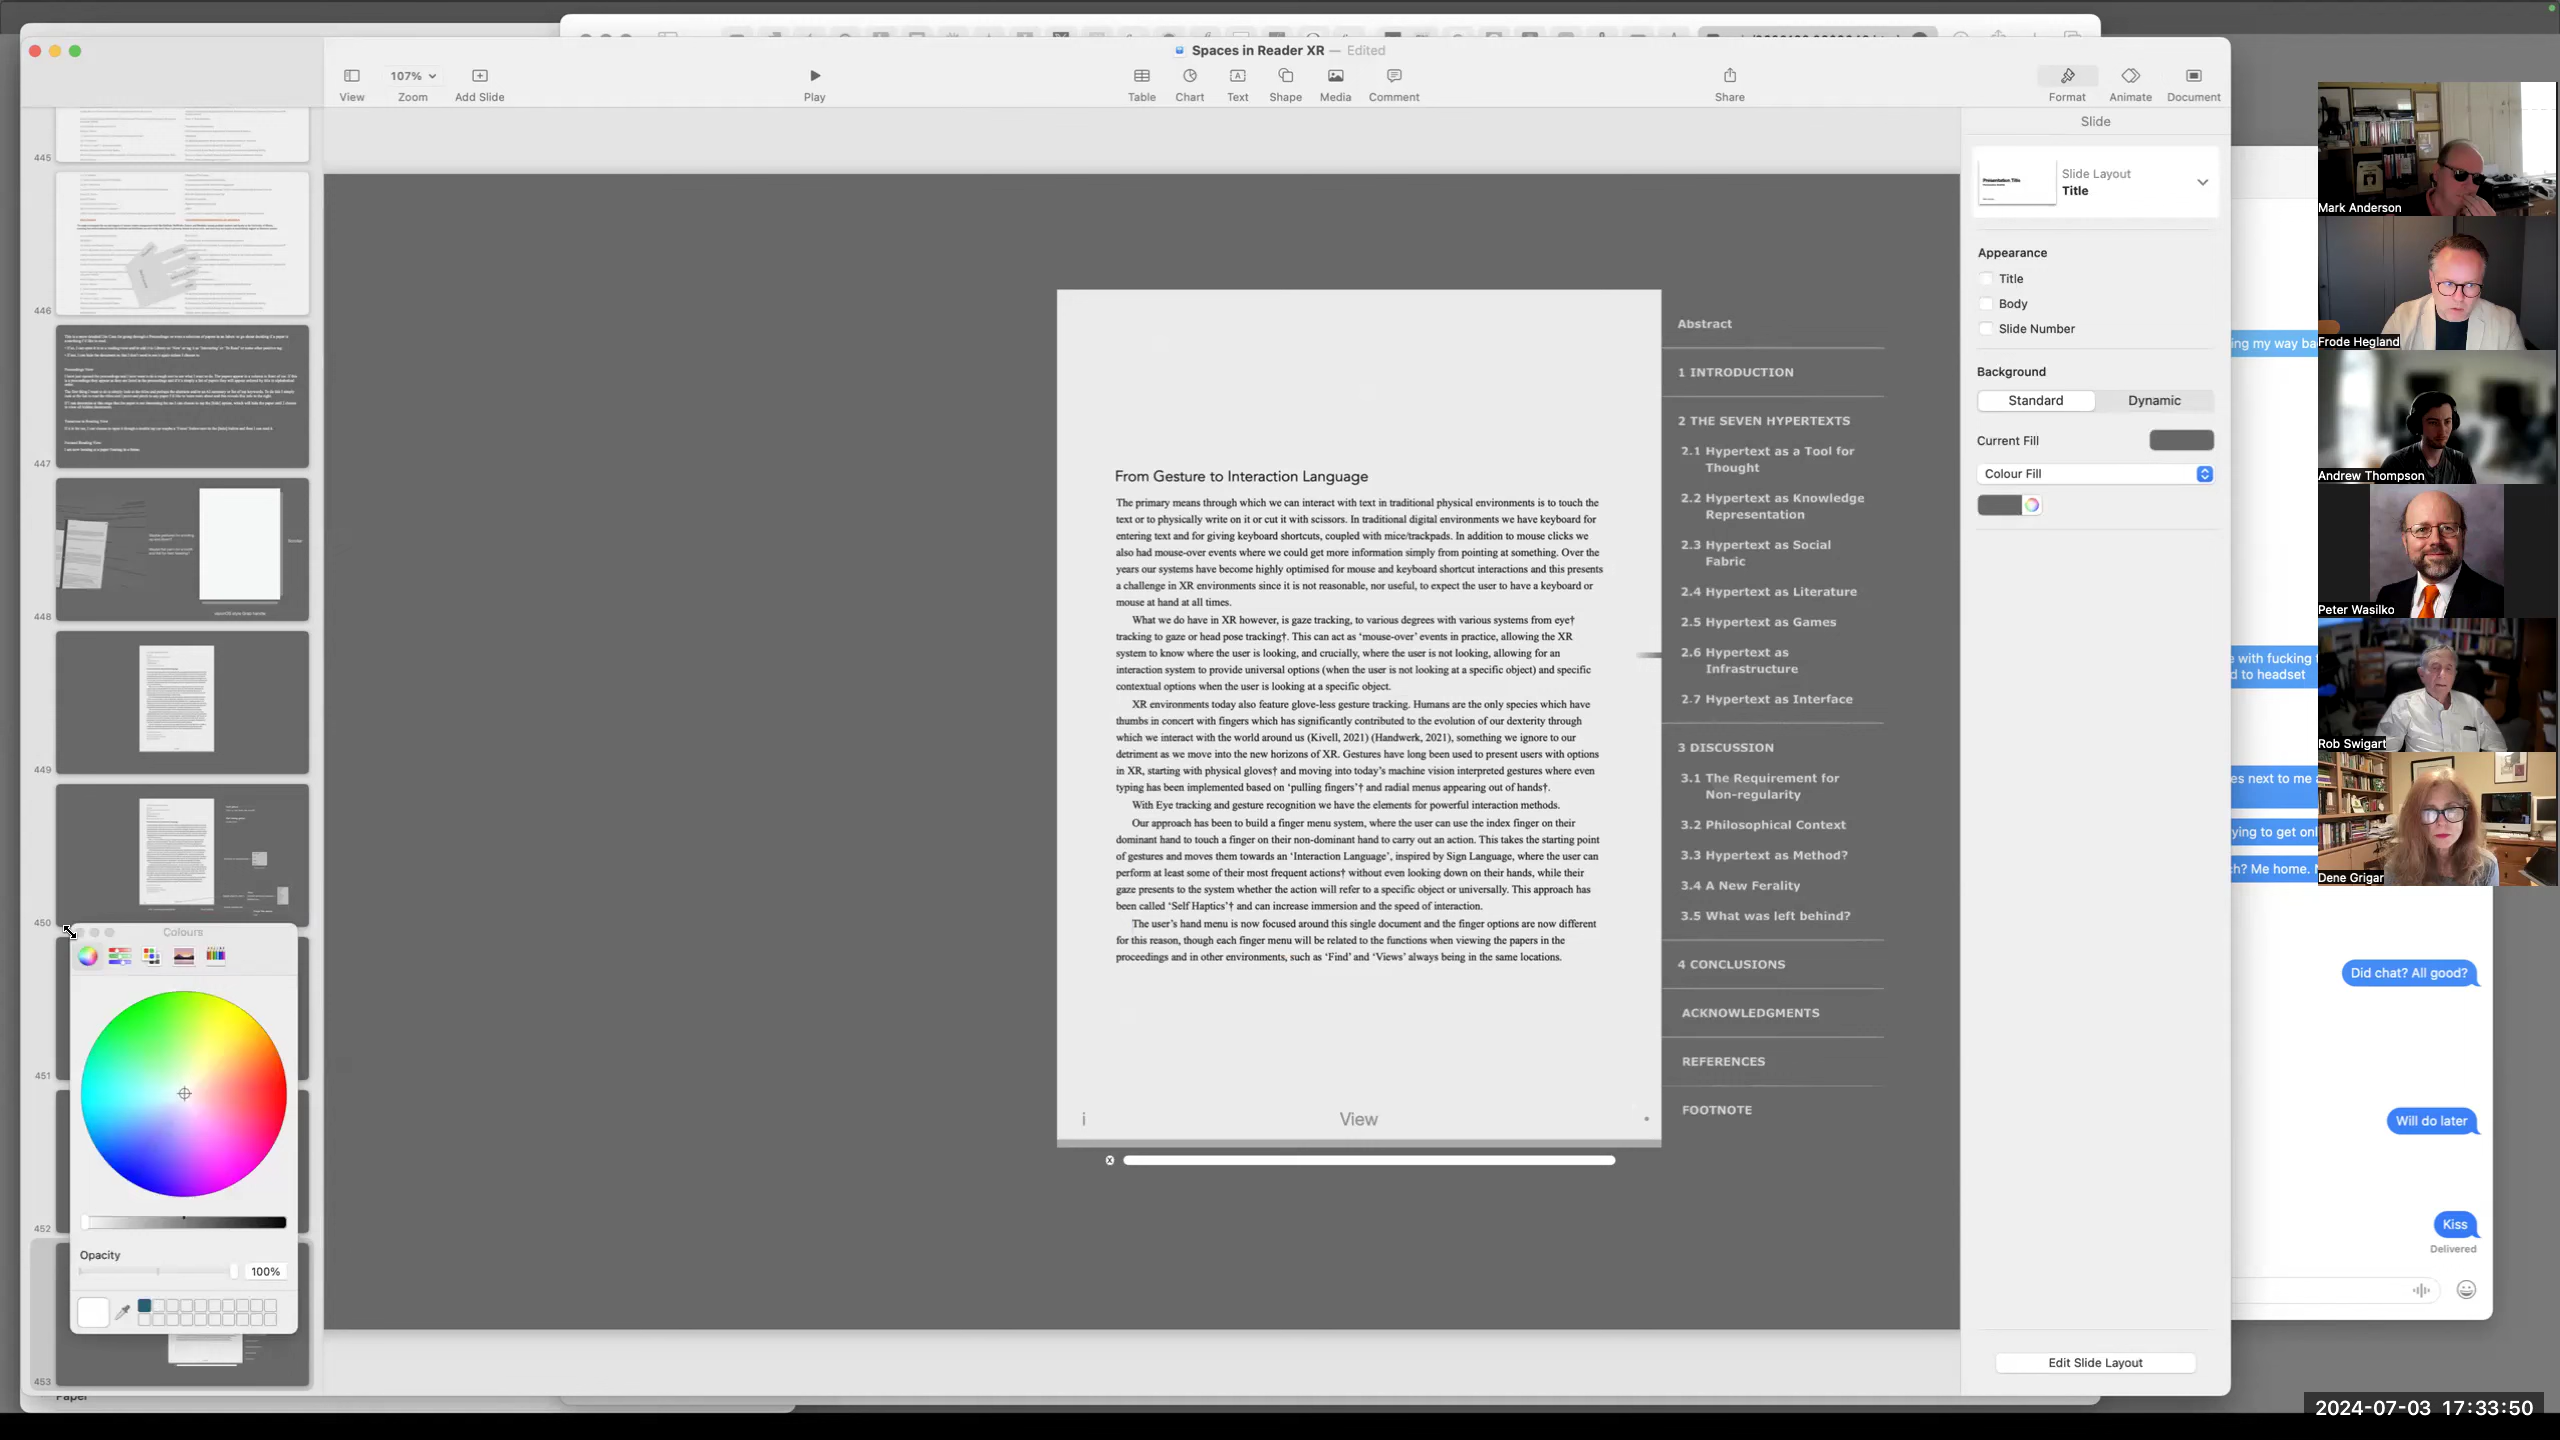 Spaces in Reader XR — Edited
View
107%
Zoom
Add Slide
Play
Table
Chart
Text
Shape
Media
Comment
Share
Format
Animate
Document
445
446
447
448
449
450
451
452
453
Colours
Opacity
100%
Paper
From Gesture to Interaction Language
The primary means through which we can interact with text in traditional physical environments is to touch the
text or to physically write on it or cut it with scissors. In traditional digital environments we have keyboard for
entering text and for giving keyboard shortcuts, coupled with mice/trackpads. In addition to mouse clicks we
also had mouse-over events where we could get more information simply from pointing at something. Over the
years our systems have become highly optimised for mouse and keyboard shortcut interactions and this presents
a challenge in XR environments since it is not reasonable, nor useful, to expect the user to have a keyboard or
mouse at hand at all times.
What we do have in XR however, is gaze tracking, to various degrees with various systems from eye†
tracking to gaze or head pose tracking†. This can act as ‘mouse-over’ events in practice, allowing the XR
system to know where the user is looking, and crucially, where the user is not looking, allowing for an
interaction system to provide universal options (when the user is not looking at a specific object) and specific
contextual options when the user is looking at a specific object.
XR environments today also feature glove-less gesture tracking. Humans are the only species which have
thumbs in concert with fingers which has significantly contributed to the evolution of our dexterity through
which we interact with the world around us (Kivell, 2021) (Handwerk, 2021), something we ignore to our
detriment as we move into the new horizons of XR. Gestures have long been used to present users with options
in XR, starting with physical gloves† and moving into today’s machine vision interpreted gestures where even
typing has been implemented based on ‘pulling fingers’† and radial menus appearing out of hands†.
With Eye tracking and gesture recognition we have the elements for powerful interaction methods.
Our approach has been to build a finger menu system, where the user can use the index finger on their
dominant hand to touch a finger on their non-dominant hand to carry out an action. This takes the starting point
of gestures and moves them towards an ‘Interaction Language’, inspired by Sign Language, where the user can
perform at least some of their most frequent actions† without even looking down on their hands, while their
gaze presents to the system whether the action will refer to a specific object or universally. This approach has
been called ‘Self Haptics’† and can increase immersion and the speed of interaction.
The user’s hand menu is now focused around this single document and the finger options are now different
for this reason, though each finger menu will be related to the functions when viewing the papers in the
proceedings and in other environments, such as ‘Find’ and ‘Views’ always being in the same locations.
i
View
Abstract
1 INTRODUCTION
2 THE SEVEN HYPERTEXTS
2.1 Hypertext as a Tool for
Thought
2.2 Hypertext as Knowledge
Representation
2.3 Hypertext as Social
Fabric
2.4 Hypertext as Literature
2.5 Hypertext as Games
2.6 Hypertext as
Infrastructure
2.7 Hypertext as Interface
3 DISCUSSION
3.1 The Requirement for
Non-regularity
3.2 Philosophical Context
3.3 Hypertext as Method?
3.4 A New Ferality
3.5 What was left behind?
4 CONCLUSIONS
ACKNOWLEDGMENTS
REFERENCES
FOOTNOTE
Slide
Slide Layout
Title
Appearance
Title
Body
Slide Number
Background
Standard
Dynamic
Current Fill
Colour Fill
Edit Slide Layout
Mark Anderson
Frode Hegland
Andrew Thompson
Peter Wasilko
Rob Swigart
Dene Grigar
ing my way ba
with fucking
d to headset
es next to me
ying to get onl
h? Me home.
Did chat? All good?
Will do later
Kiss
Delivered
2024-07-03 17:33:50